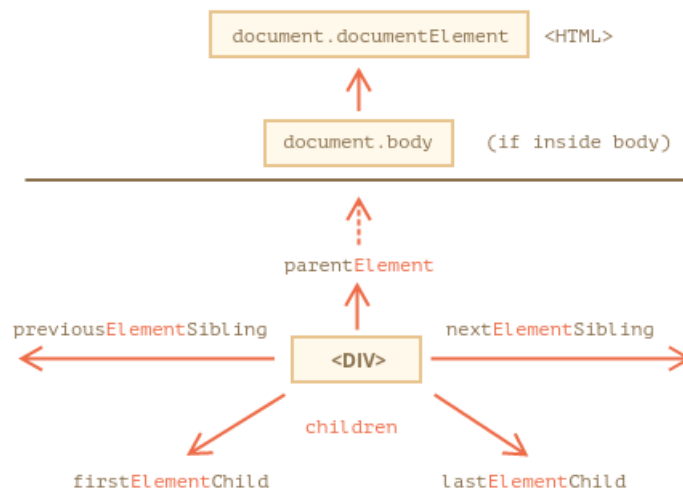 document.documentElement <HTML>
document.body (if inside body)
parentElement
previousElementSibling nextElementSibling
<DIV>
children
firstElementChild lastElementChild